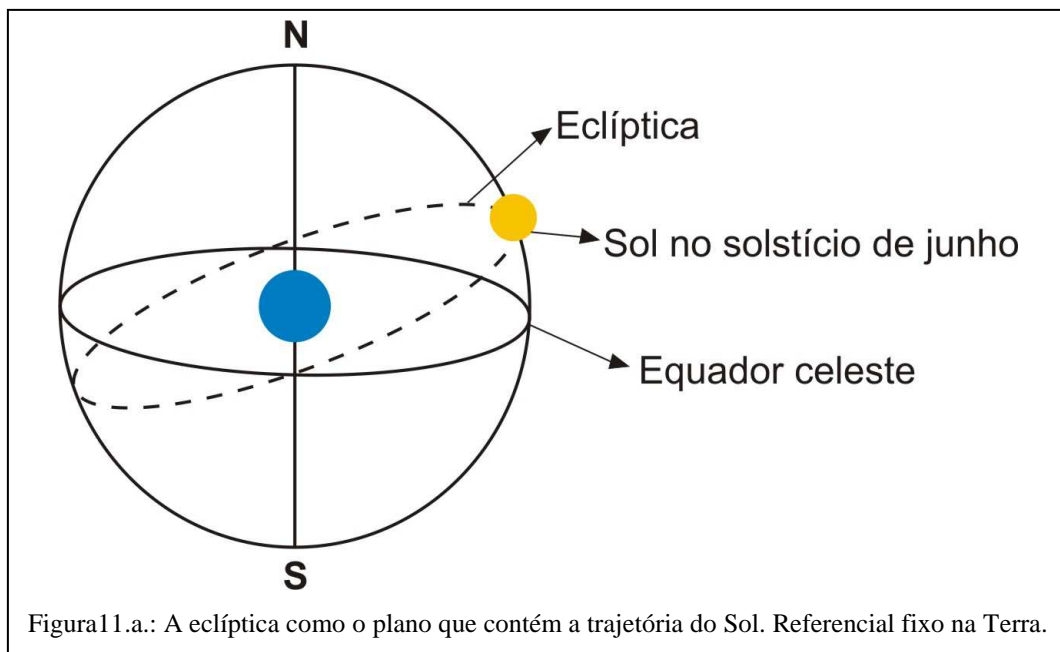 N
Eclíptica
Sol no solstício de junho
Equador celeste
S
Figura11.a.: A eclíptica como o plano que contém a trajetória do Sol. Referencial fixo na Terra.